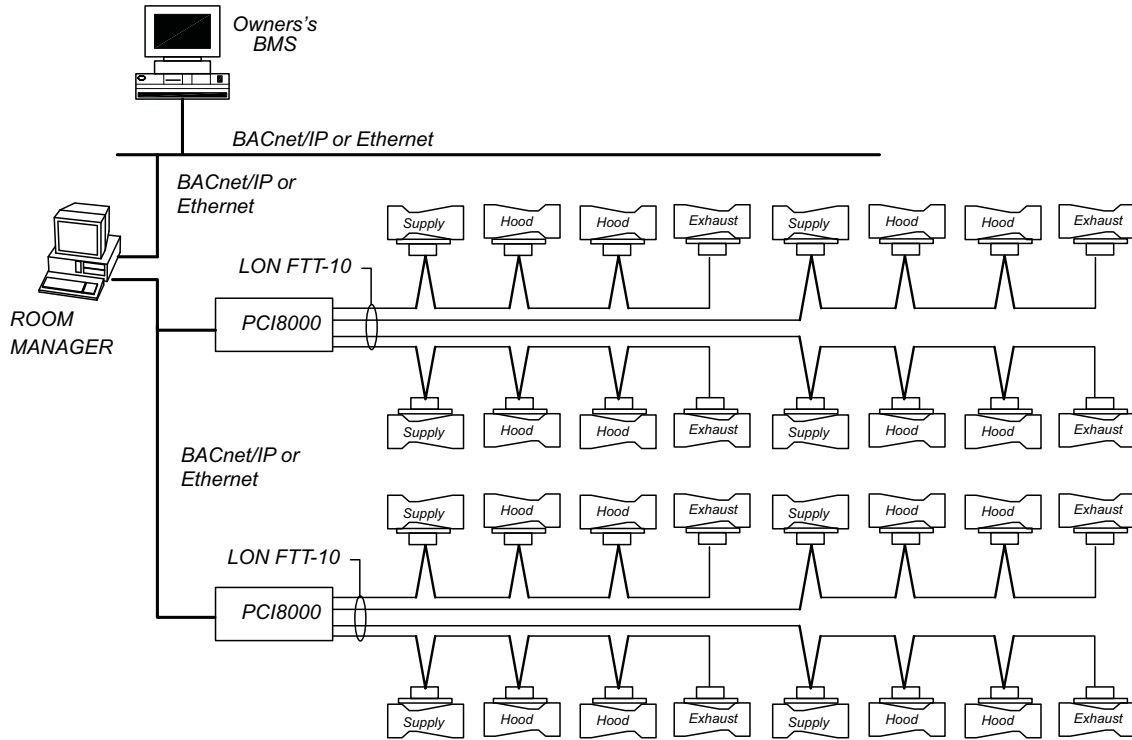 Owners's
BMS
BACnet/IP or Ethernet
BACnet/IP or
Ethernet
ROOM
MANAGER
LON FTT-10
PCI8000
Supply Hood Hood Exhaust Supply Hood Hood Exhaust
Supply Hood Hood Exhaust Supply Hood Hood Exhaust
BACnet/IP or
Ethernet
LON FTT-10
PCI8000
Supply Hood Hood Exhaust Supply Hood Hood Exhaust
Supply Hood Hood Exhaust Supply Hood Hood Exhaust